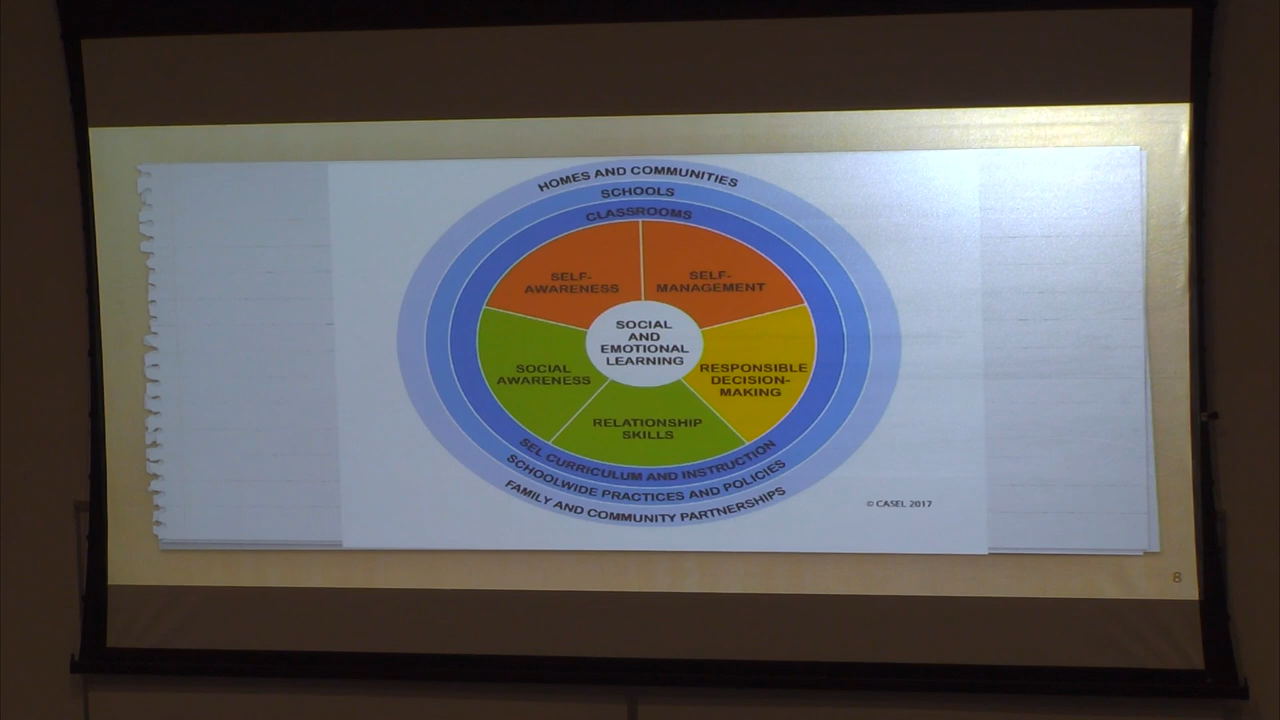 HOMES AND COMMUNITIES
SCHOOLS
CLASSROOMS
SELF-
AWARENESS
SELF-
MANAGEMENT
SOCIAL
AND
EMOTIONAL
LEARNING
SOCIAL
AWARENESS
RESPONSIBLE
DECISION-
MAKING
RELATIONSHIP
SKILLS
SEL CURRICULUM AND INSTRUCTION
SCHOOLWIDE PRACTICES AND POLICIES
FAMILY AND COMMUNITY PARTNERSHIPS
© CASEL 2017
8